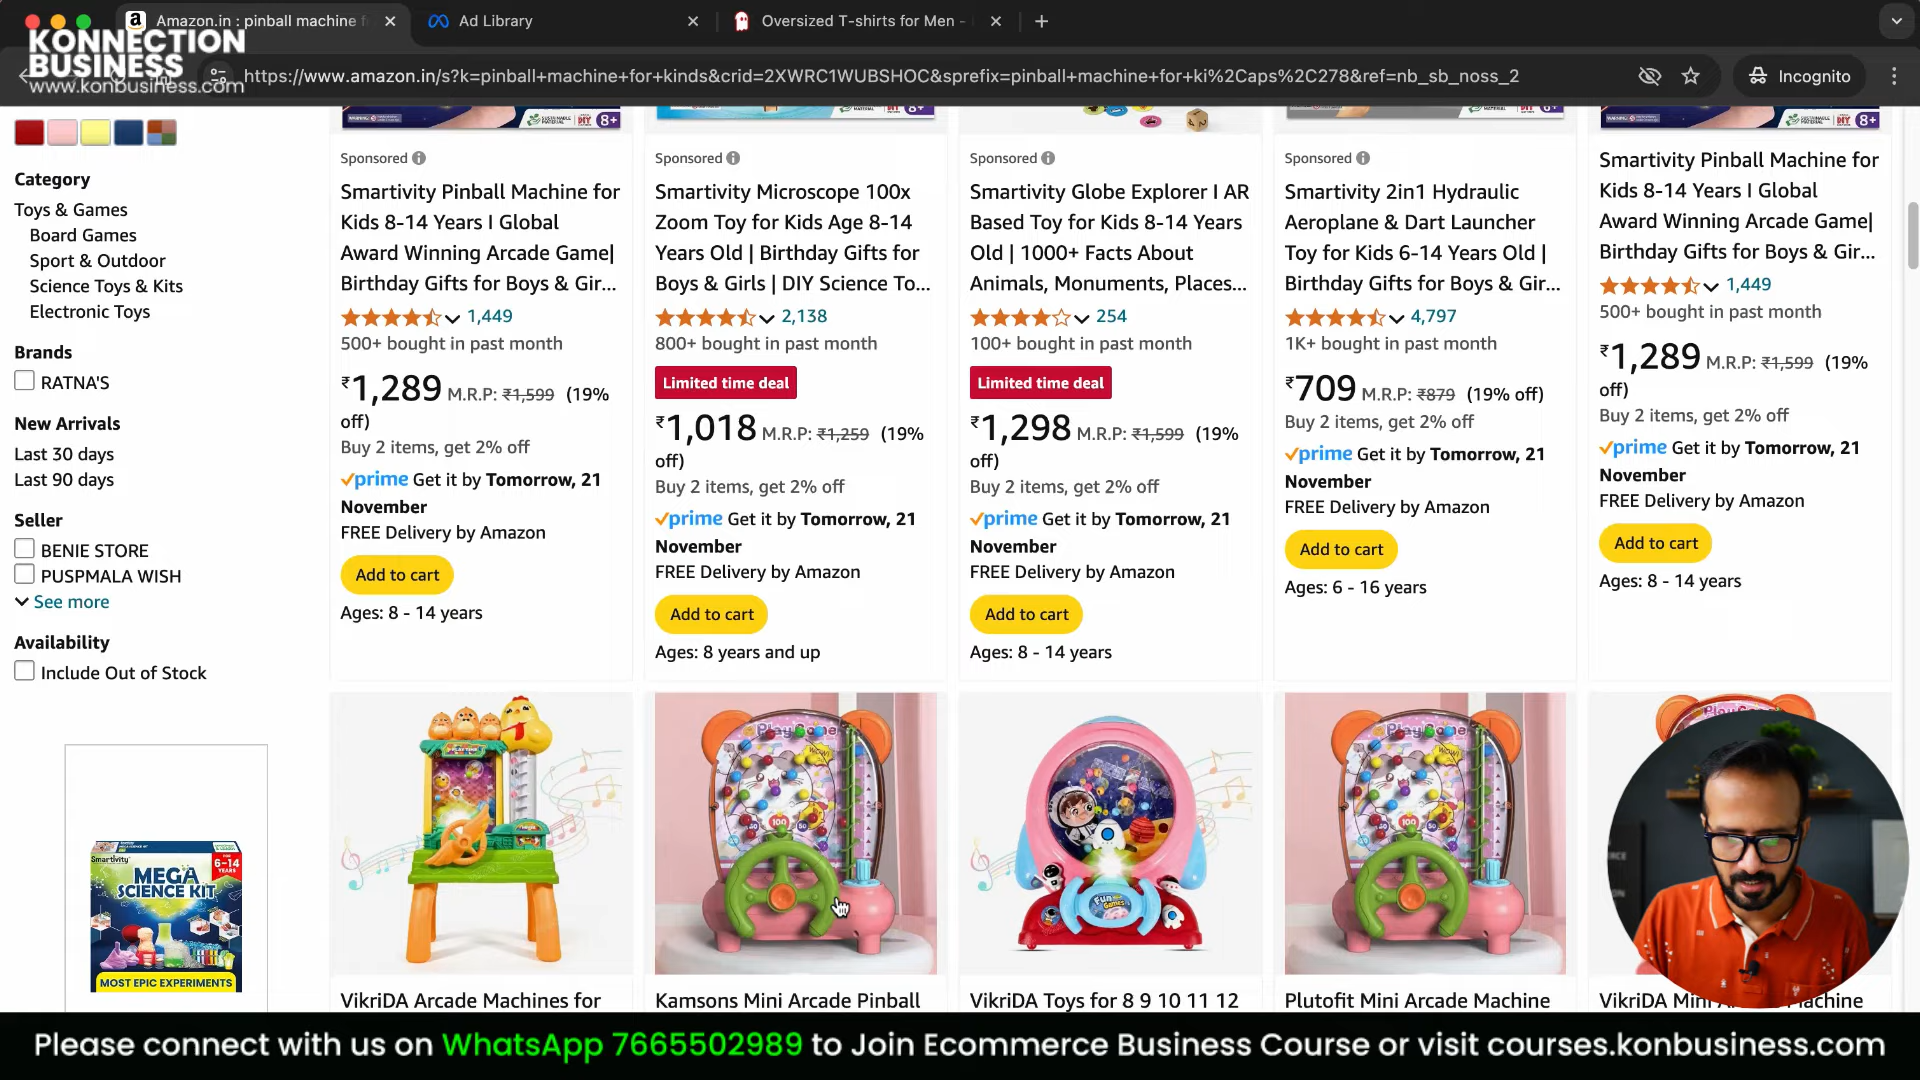 Amazon.in : pinball machine f
Ad Library
Oversized T-shirts for Men -
KONNECTION
BUSINESS
www.konbusiness.com
https://www.amazon.in/s?k=pinball+machine+for+kinds&crid=2XWRC1WUBSHOC&sprefix=pinball+machine+for+ki%2Caps%2C278&ref=nb_sb_noss_2
Incognito
Category
Toys & Games
Board Games
Sport & Outdoor
Science Toys & Kits
Electronic Toys
Brands
RATNA'S
New Arrivals
Last 30 days
Last 90 days
Seller
BENIE STORE
PUSPMALA WISH
See more
Availability
Include Out of Stock
Smartivity
MEGA
SCIENCE KIT
6-14
YEARS
MOST EPIC EXPERIMENTS
8+
Sponsored
Smartivity Pinball Machine for
Kids 8-14 Years I Global
Award Winning Arcade Game|
Birthday Gifts for Boys & Gir...
1,449
500+ bought in past month
₹1,289 M.R.P: ₹1,599 (19%
off)
Buy 2 items, get 2% off
prime Get it by Tomorrow, 21
November
FREE Delivery by Amazon
Add to cart
Ages: 8 - 14 years
8+
Sponsored
Smartivity Microscope 100x
Zoom Toy for Kids Age 8-14
Years Old | Birthday Gifts for
Boys & Girls | DIY Science To...
2,138
800+ bought in past month
Limited time deal
₹1,018 M.R.P: ₹1,259 (19%
off)
Buy 2 items, get 2% off
prime Get it by Tomorrow, 21
November
FREE Delivery by Amazon
Add to cart
Ages: 8 years and up
Sponsored
Smartivity Globe Explorer I AR
Based Toy for Kids 8-14 Years
Old | 1000+ Facts About
Animals, Monuments, Places...
254
100+ bought in past month
Limited time deal
₹1,298 M.R.P: ₹1,599 (19%
off)
Buy 2 items, get 2% off
prime Get it by Tomorrow, 21
November
FREE Delivery by Amazon
Add to cart
Ages: 8 - 14 years
Sponsored
Smartivity 2in1 Hydraulic
Aeroplane & Dart Launcher
Toy for Kids 6-14 Years Old |
Birthday Gifts for Boys & Gir...
4,797
1K+ bought in past month
₹709 M.R.P: ₹879 (19% off)
Buy 2 items, get 2% off
prime Get it by Tomorrow, 21
November
FREE Delivery by Amazon
Add to cart
Ages: 6 - 16 years
8+
Smartivity Pinball Machine for
Kids 8-14 Years I Global
Award Winning Arcade Game|
Birthday Gifts for Boys & Gir...
1,449
500+ bought in past month
₹1,289 M.R.P: ₹1,599 (19%
off)
Buy 2 items, get 2% off
prime Get it by Tomorrow, 21
November
FREE Delivery by Amazon
Add to cart
Ages: 8 - 14 years
VikriDA Arcade Machines for
PlayGame
100
Kamsons Mini Arcade Pinball
Fun
Games
VikriDA Toys for 8 9 10 11 12
PlayGame
100
Plutofit Mini Arcade Machine
Please connect with us on WhatsApp 7665502989 to Join Ecommerce Business Course or visit courses.konbusiness.com